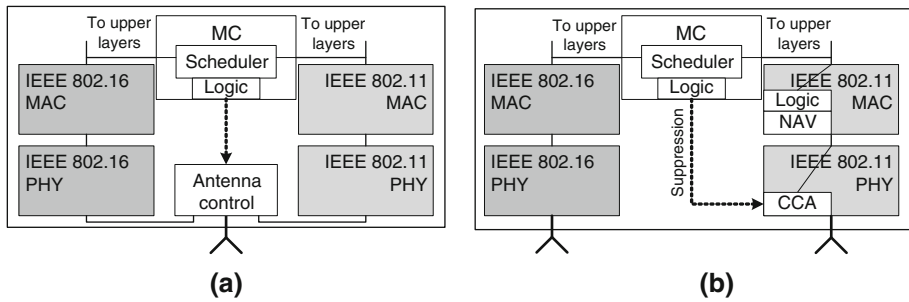 To upper
layers
MC
To upper
layers
Scheduler
Logic
IEEE 802.16
MAC
IEEE 802.11
MAC
IEEE 802.16
PHY
Antenna
control
IEEE 802.11
PHY
(a)
To upper
layers
MC
To upper
layers
Scheduler
Logic
IEEE 802.16
MAC
IEEE 802.11
MAC
Logic
NAV
Suppression
IEEE 802.16
PHY
IEEE 802.11
PHY
CCA
(b)